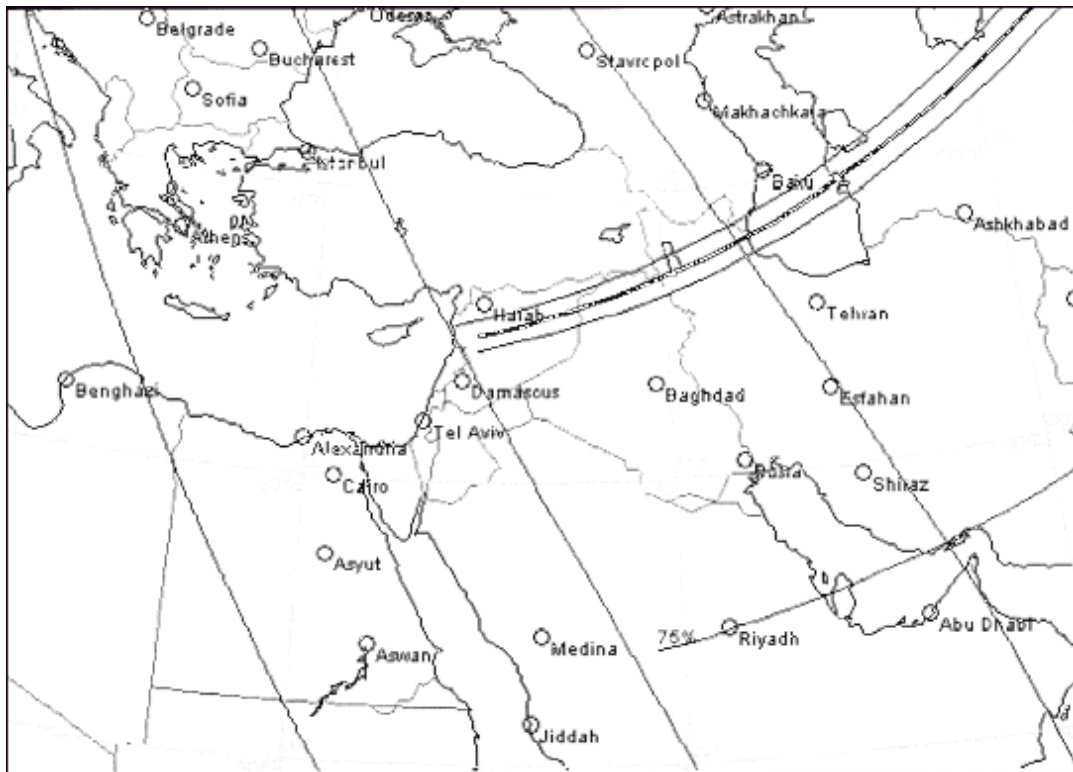 Belgrade
Odesa
Astrakhan
Bucharest
Stavropol
Sofia
Makhachkala
Istanbul
Baku
Athens
Ashkhabad
Halab
Tehran
Benghazi
Damascus
Baghdad
Esfahan
Tel Aviv
Alexandria
Cairo
Basra
Shiraz
Asyut
Abu Dhabi
75%
Riyadh
Aswan
Medina
Jiddah